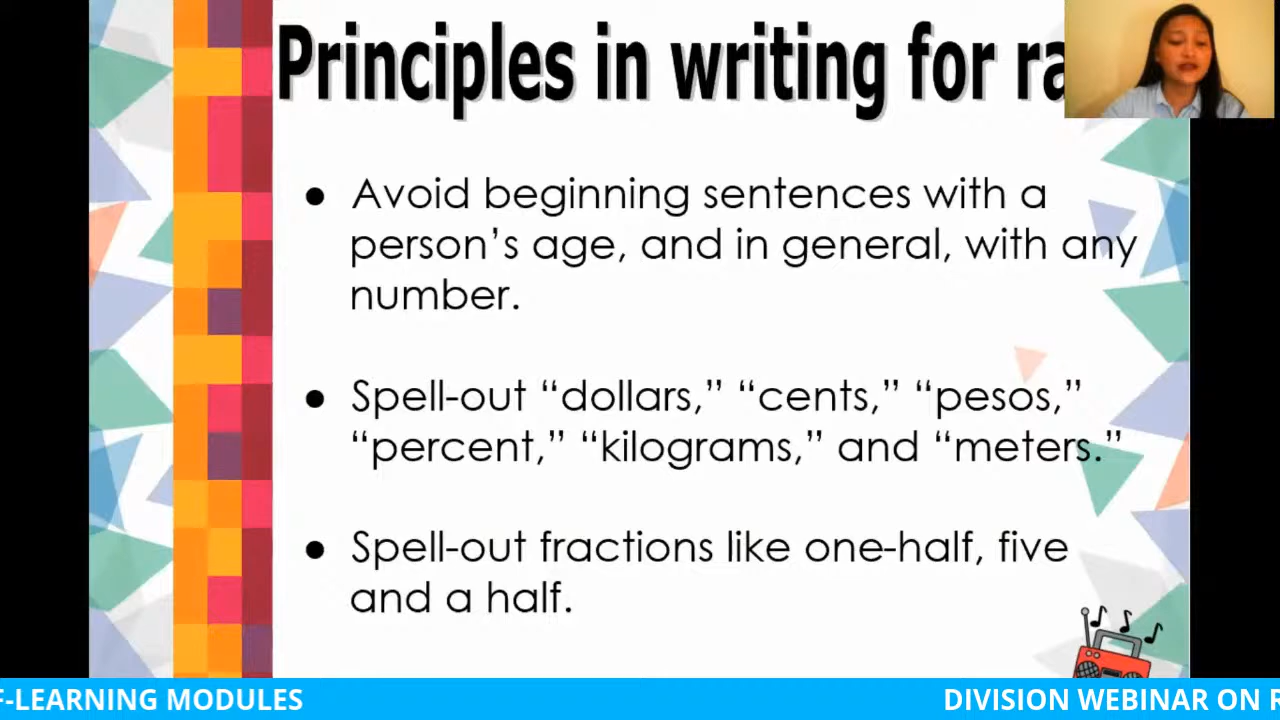 Principles in writing for ra
● Avoid beginning sentences with a
person’s age, and in general, with any
number.
● Spell-out “dollars,” “cents,” “pesos,”
“percent,” “kilograms,” and “meters.”
● Spell-out fractions like one-half, five
and a half.
F-LEARNING MODULES DIVISION WEBINAR ON R